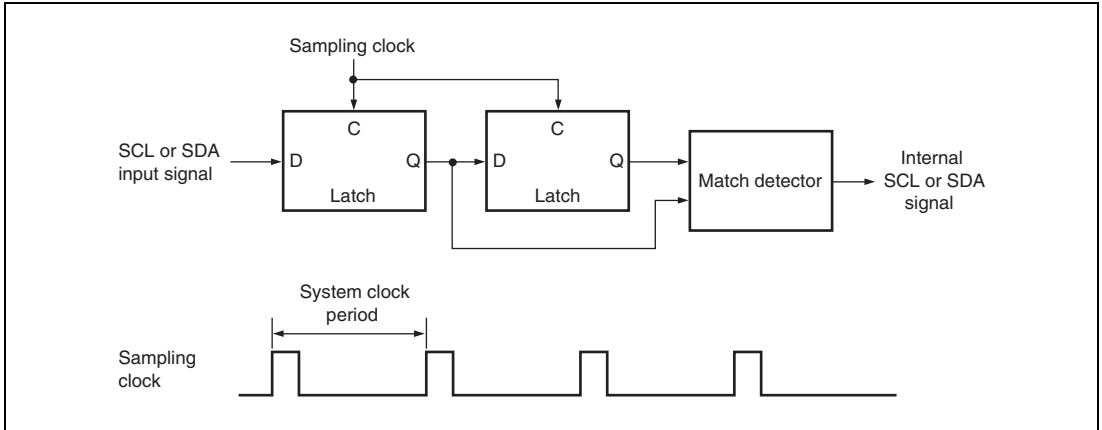 Sampling clock
C
C
SCL or SDA
input signal
D
Q
D
Q
Latch
Latch
Match detector
Internal
SCL or SDA
signal
System clock
period
Sampling
clock